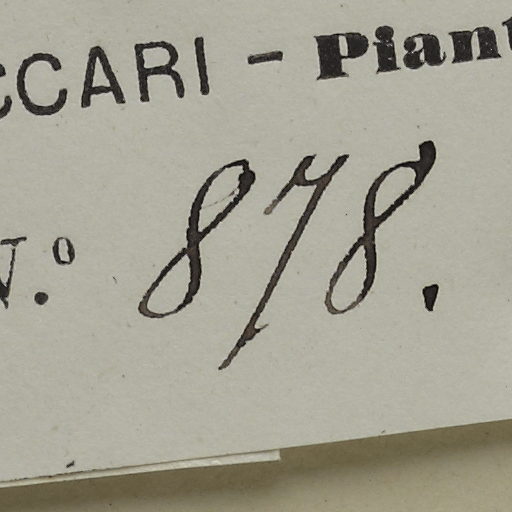 CCARI - Piant
N.º 878.